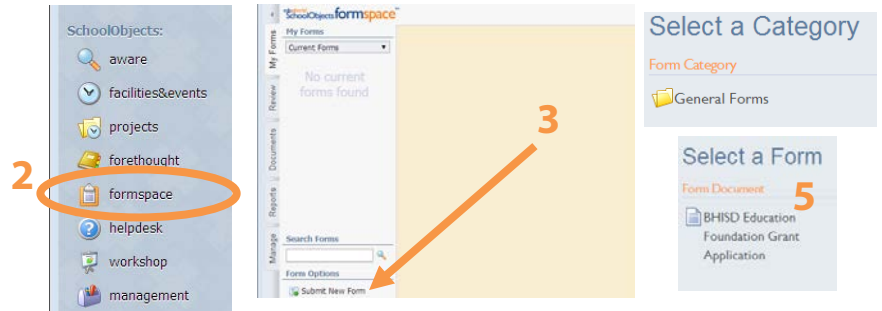 SchoolObjects:
aware
facilities&events
projects
forethought
2
formspace
helpdesk
workshop
management
SchoolObjects formspace
My Forms
Current Forms
No current
forms found
My Forms
Review
Documents
Reports
Manage
Search Forms
Form Options
Submit New Form
3
Select a Category
Form Category
General Forms
Select a Form
Form Document
5
BHISD Education
Foundation Grant
Application